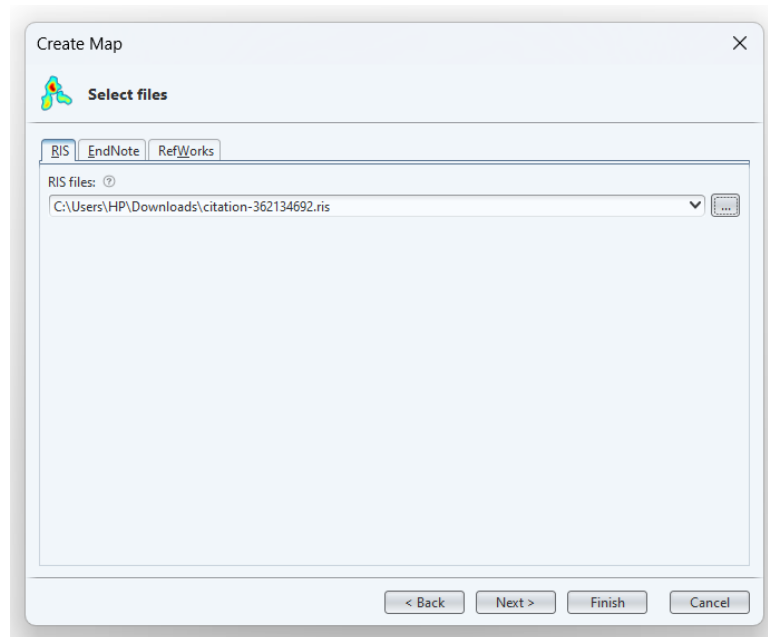 Create Map
Select files
RIS EndNote RefWorks
RIS files:
C:\Users\HP\Downloads\citation-362134692.ris ...
< Back Next > Finish Cancel